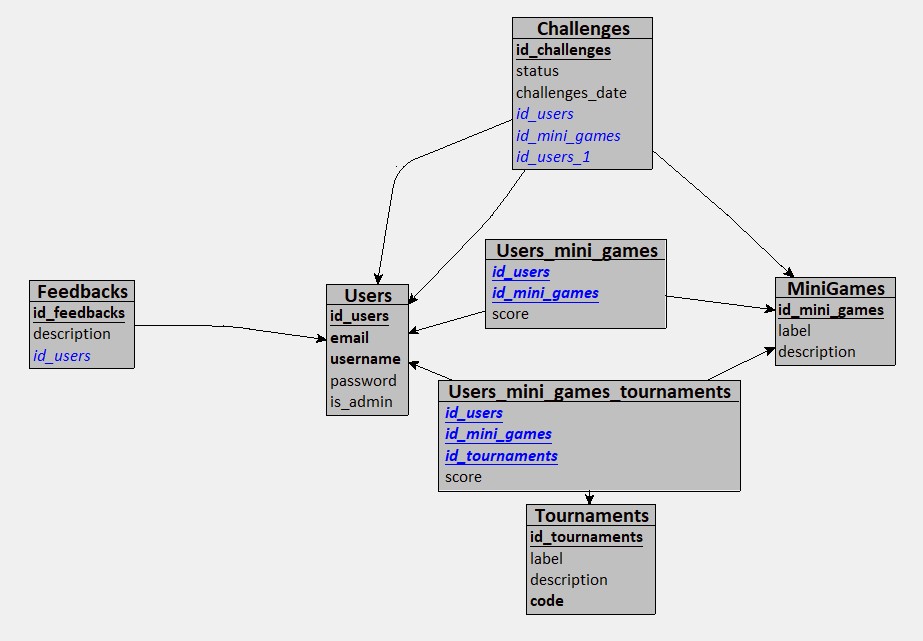 Challenges
id_challenges
status
challenges_date
id_users
id_mini_games
id_users_1
Users_mini_games
id_users
id_mini_games
score
Feedbacks
id_feedbacks
description
id_users
Users
id_users
email
username
password
is_admin
MiniGames
id_mini_games
label
description
Users_mini_games_tournaments
id_users
id_mini_games
id_tournaments
score
Tournaments
id_tournaments
label
description
code